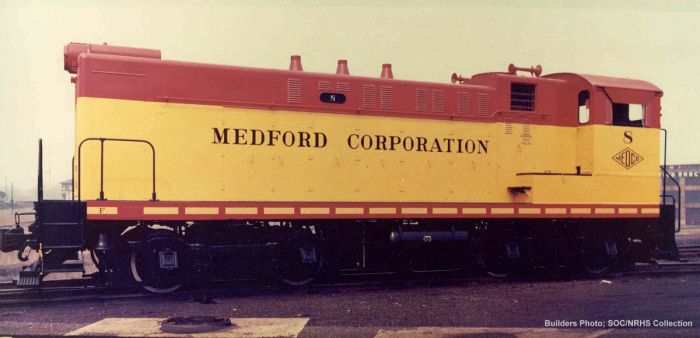 8
MEDFORD CORPORATION
8
MEDCO
F
Builders Photo; SOC/NRHS Collection